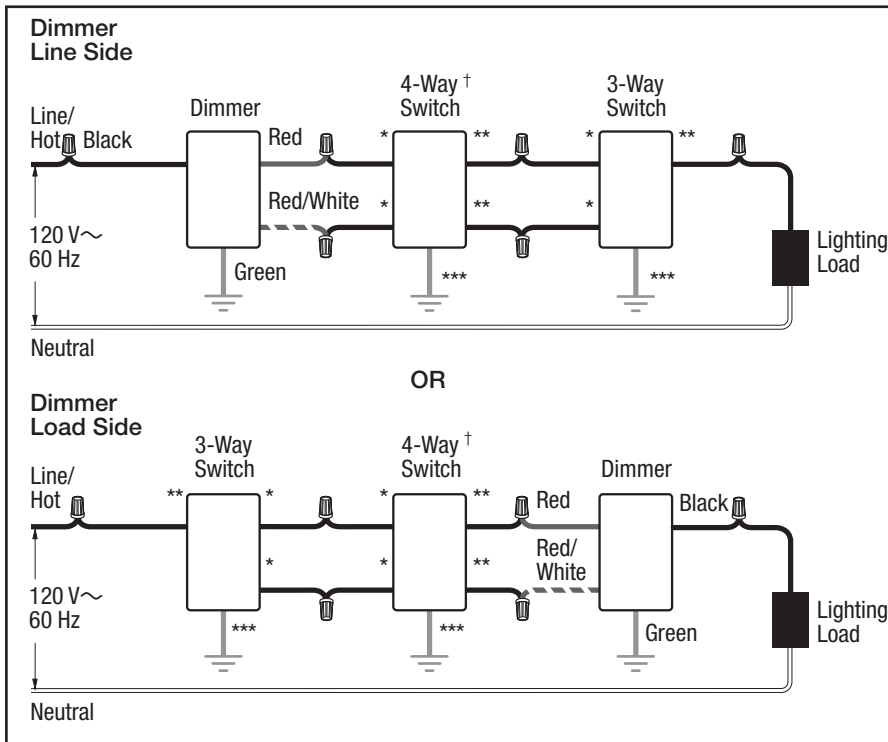 Dimmer
Line Side
Line/
Hot
Black
Dimmer
Red
Red/White
Green
4-Way †
Switch
3-Way
Switch
*
**
*
**
*
**
*
*
***
***
120 V～
60 Hz
Lighting
Load
Neutral
OR
Dimmer
Load Side
Line/
Hot
3-Way
Switch
4-Way †
Switch
Dimmer
**
*
*
**
Red
Black
*
*
**
Red/
White
***
***
Green
120 V～
60 Hz
Lighting
Load
Neutral